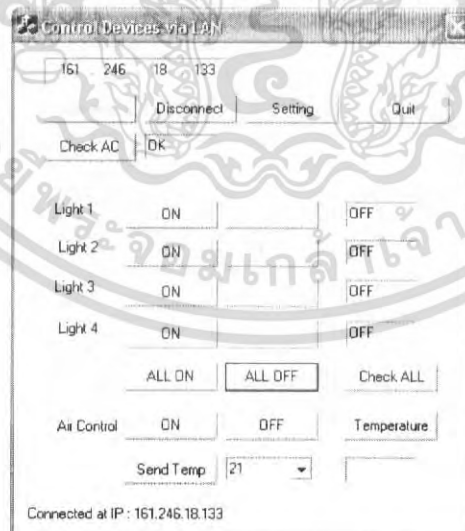 Control Devices via LAN
161 246 18 133
Disconnect Setting Quit
Check AC OK
Light 1 ON OFF
Light 2 ON OFF
Light 3 ON OFF
Light 4 ON OFF
ALL ON ALL OFF Check ALL
Air Control ON OFF Temperature
Send Temp 21
Connected at IP : 161.246.18.133